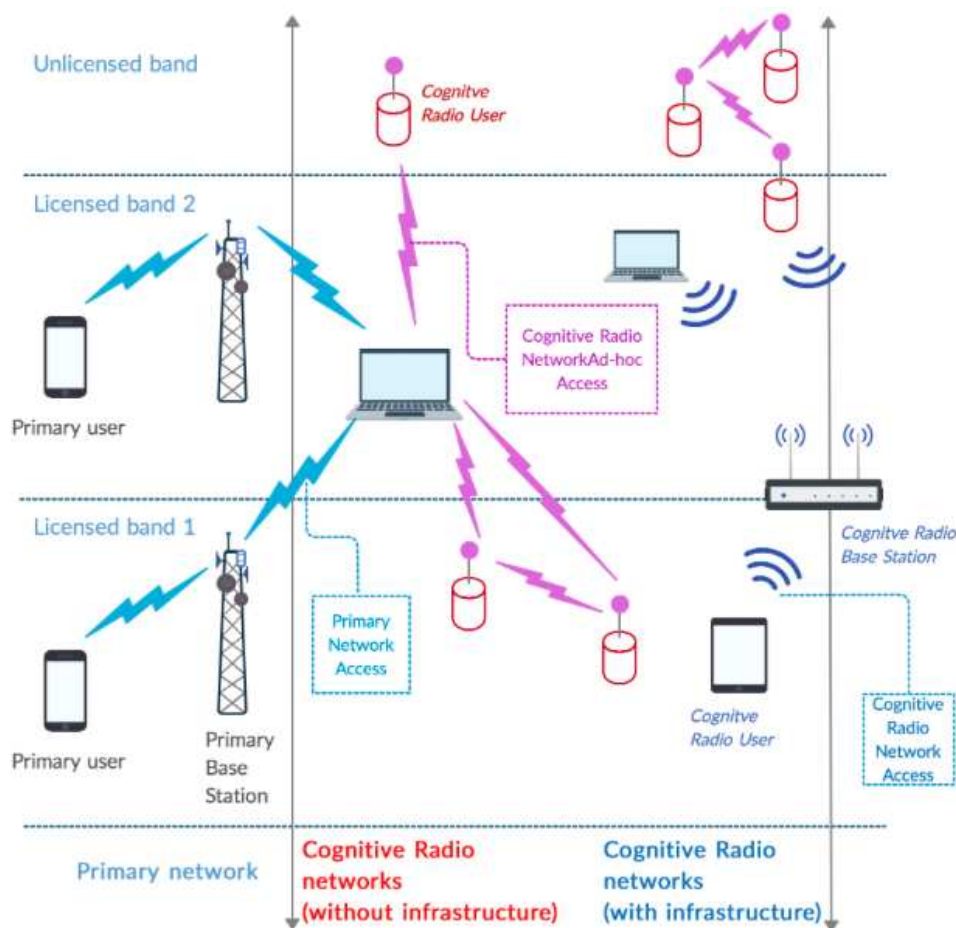 Unlicensed band
Cognitve
Radio User
Licensed band 2
Cognitive Radio
NetworkAd-hoc
Access
Primary user
Licensed band 1
Cognitve Radio
Base Station
Primary
Network
Access
Primary user
Primary
Base
Station
Cognitve
Radio User
Cognitive
Radio
Network
Access
Primary network
Cognitive Radio
networks
(without infrastructure)
Cognitive Radio
networks
(with infrastructure)